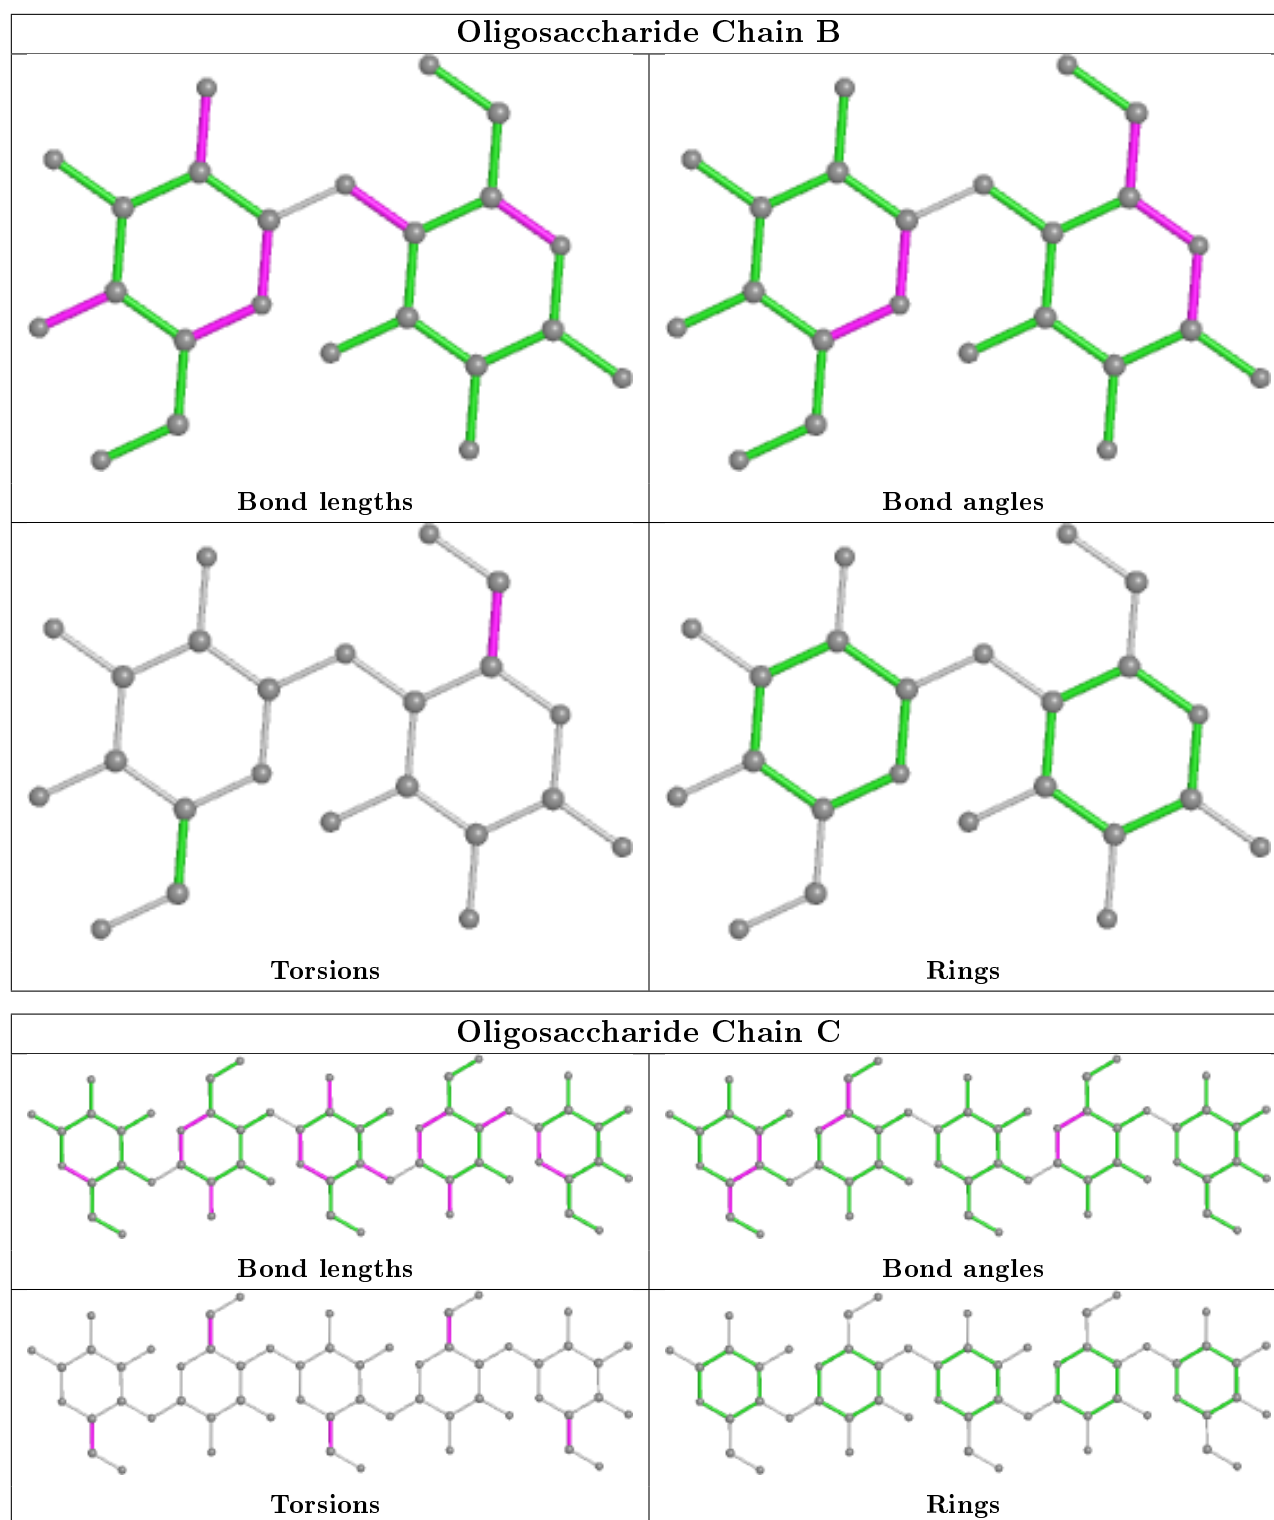 Oligosaccharide Chain B
Bond lengths
Bond angles
Torsions
Rings
Oligosaccharide Chain C
Bond lengths
Bond angles
Torsions
Rings